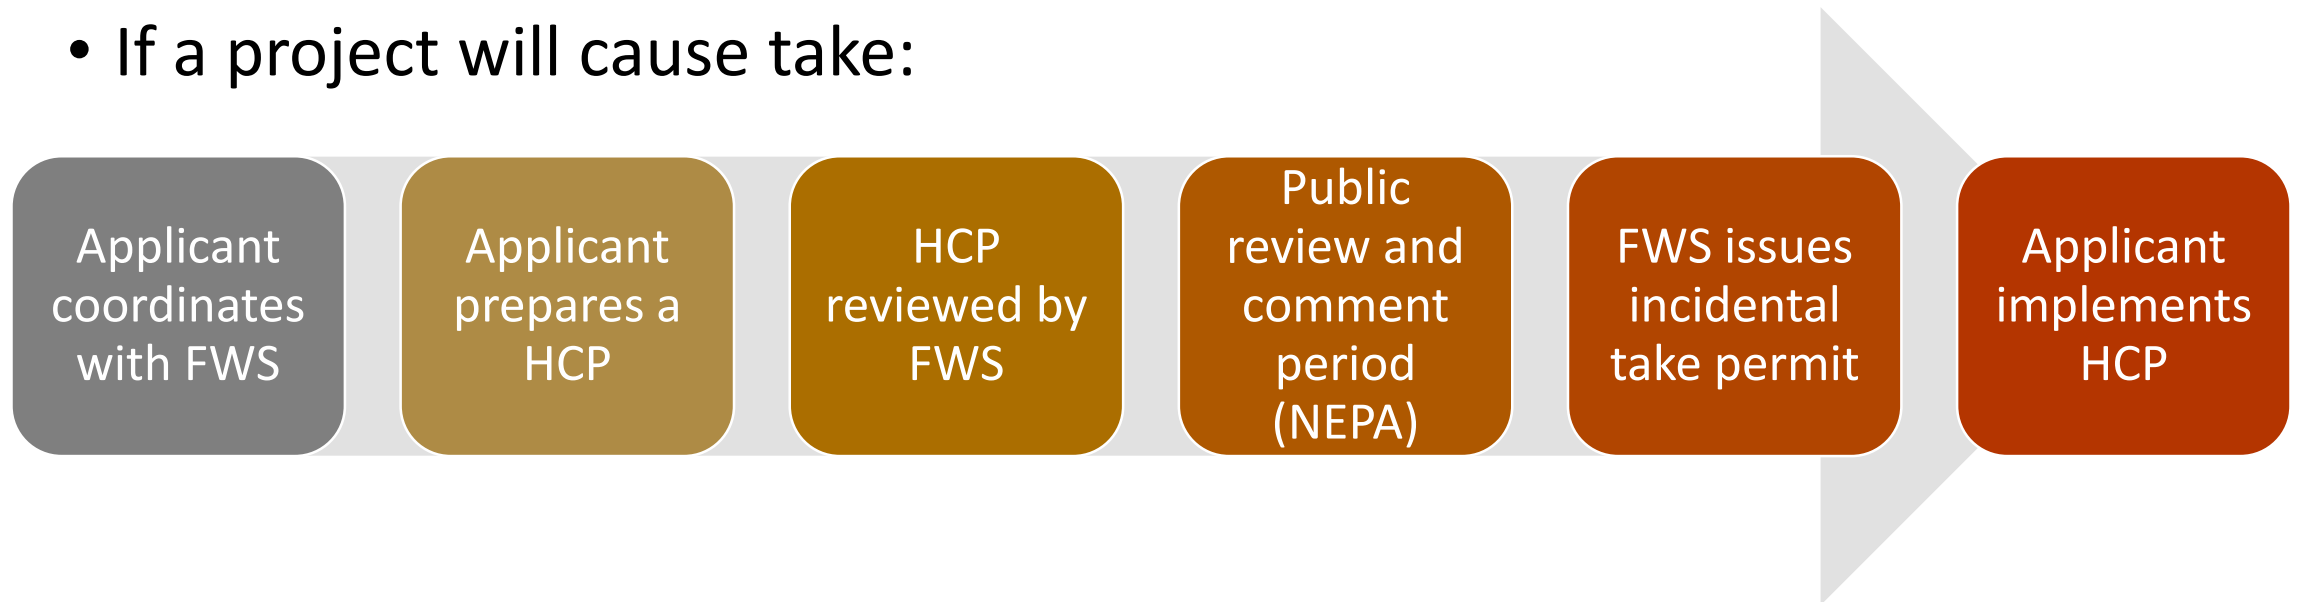 • If a project will cause take:
Applicant
coordinates
with FWS
Applicant
prepares a
HCP
HCP
reviewed by
FWS
Public
review and
comment
period
(NEPA)
FWS issues
incidental
take permit
Applicant
implements
HCP